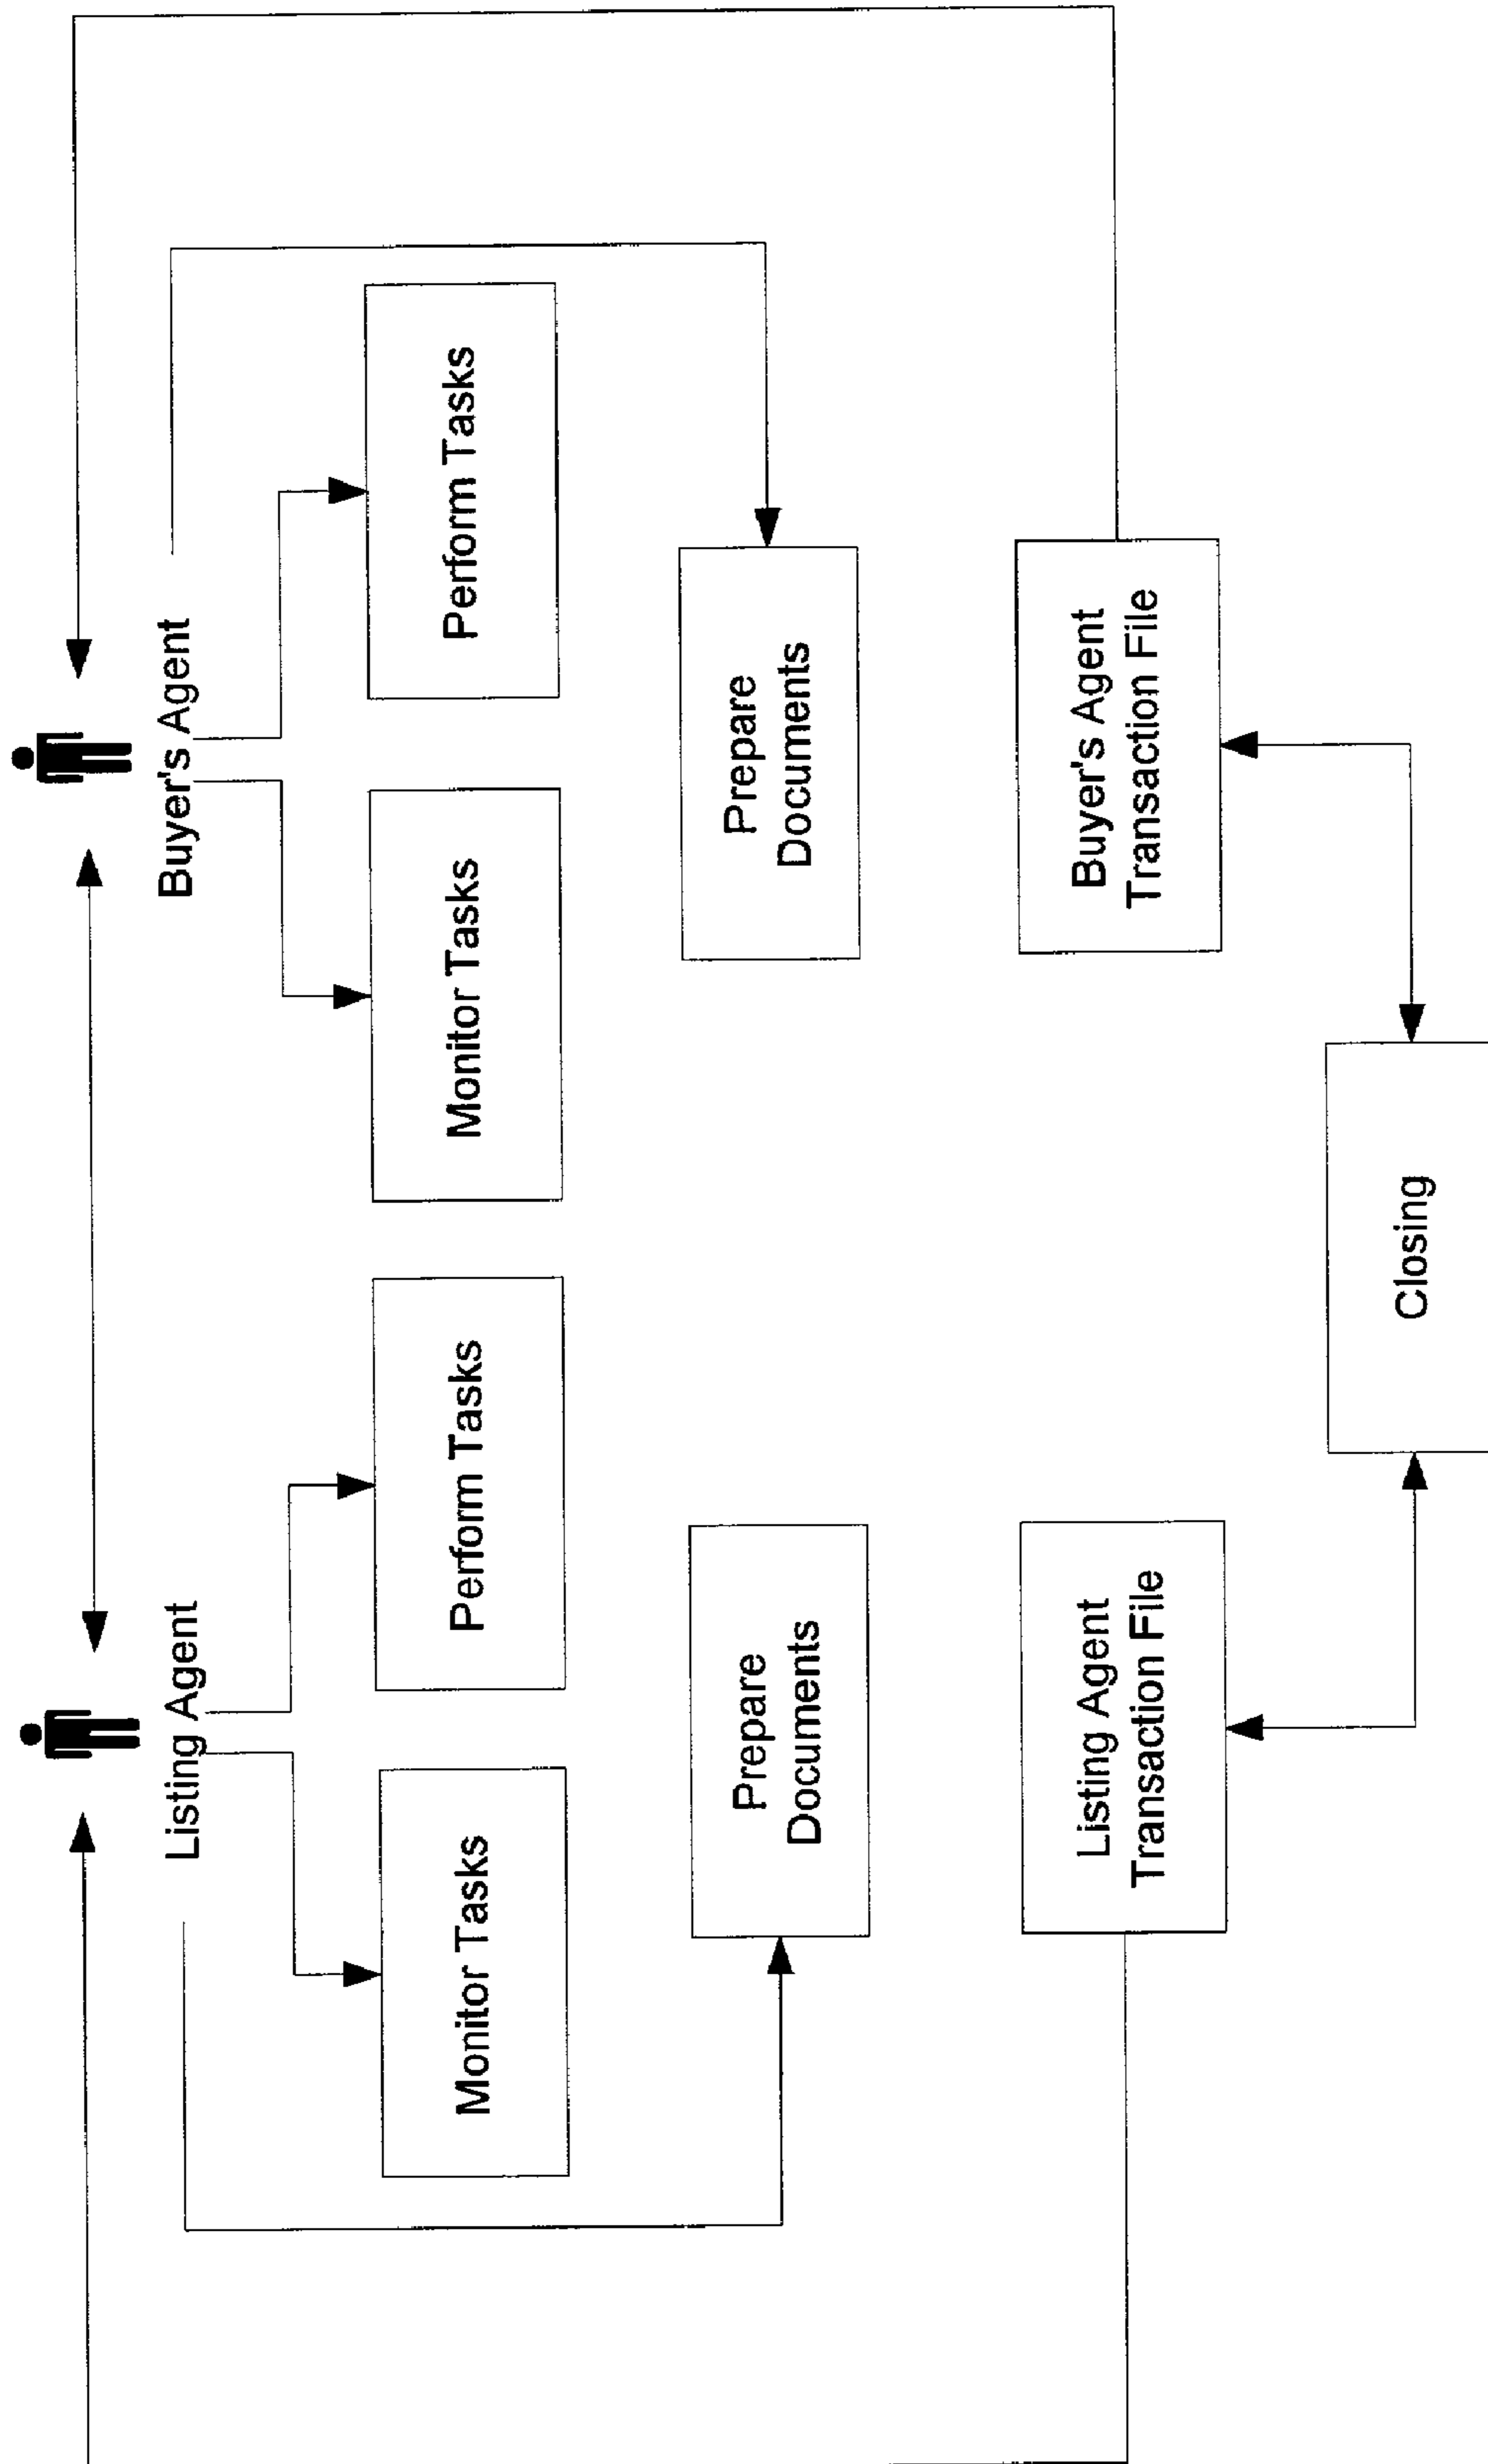 Listing Agent
Buyer's Agent
Monitor Tasks
Perform Tasks
Monitor Tasks
Perform Tasks
Prepare
Documents
Prepare
Documents
Listing Agent
Transaction File
Buyer's Agent
Transaction File
Closing